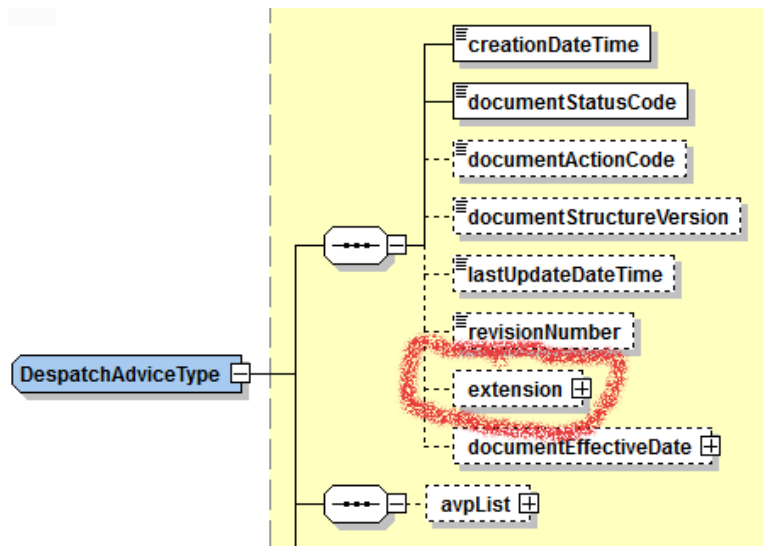 creationDateTime
documentStatusCode
documentActionCode
documentStructureVersion
lastUpdateDateTime
revisionNumber
DespatchAdviceType
extension
documentEffectiveDate
avpList